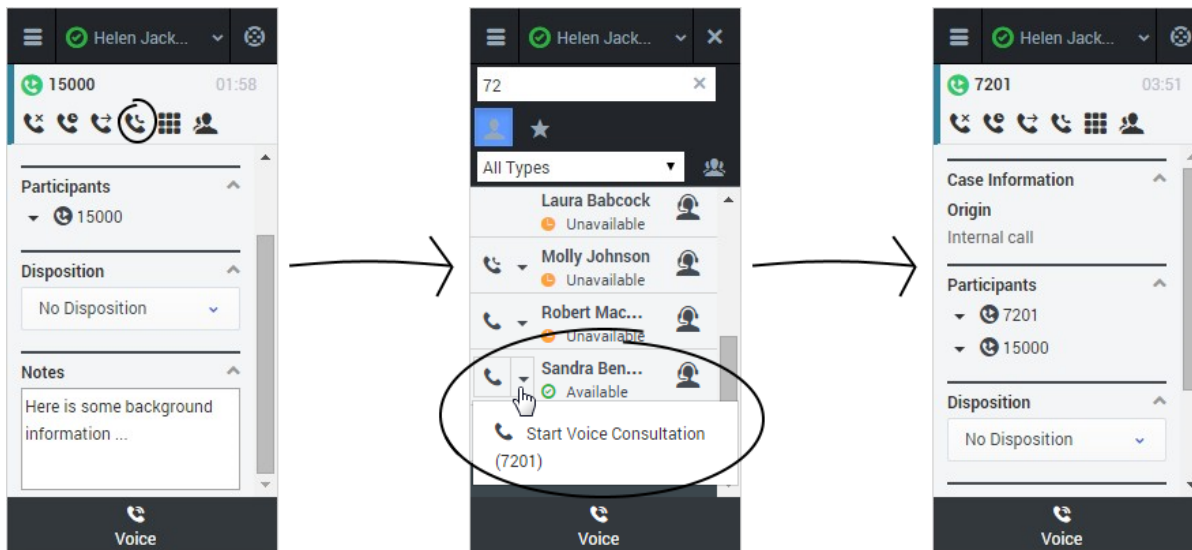 Helen Jack...
15000
01:58
Participants
15000
Disposition
No Disposition
Notes
Here is some background
information ...
Voice
Helen Jack...
72
All Types
Laura Babcock
Unavailable
Molly Johnson
Unavailable
Robert Mac...
Unavailable
Sandra Ben...
Available
Start Voice Consultation
(7201)
Voice
Helen Jack...
7201
03:51
Case Information
Origin
Internal call
Participants
7201
15000
Disposition
No Disposition
Voice